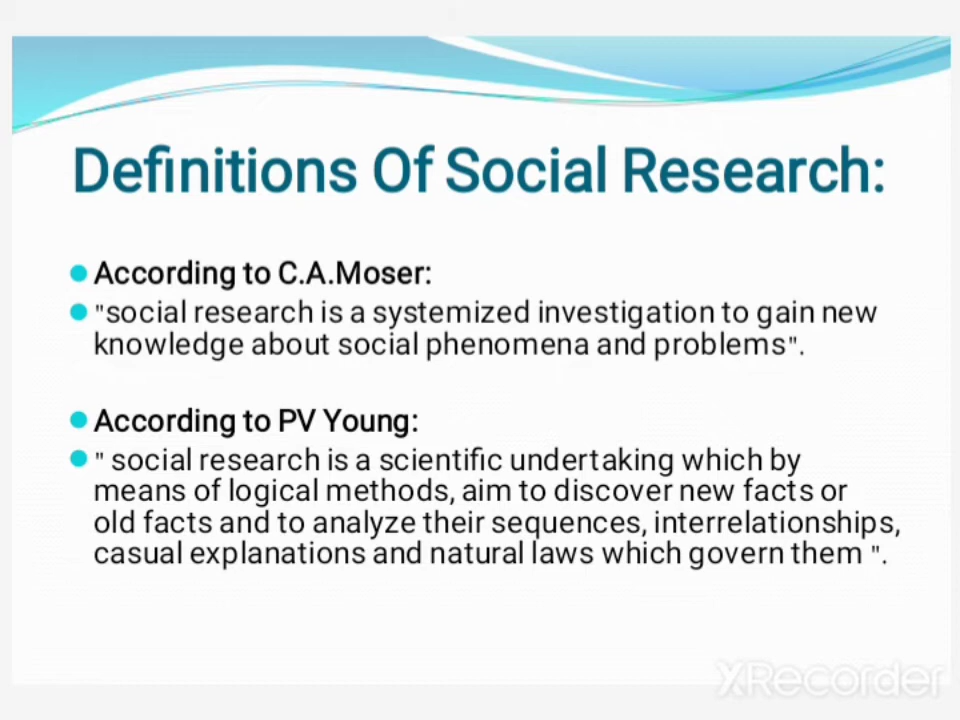 Definitions Of Social Research:
According to C.A.Moser:
"social research is a systemized investigation to gain new
knowledge about social phenomena and problems".
According to PV Young:
" social research is a scientific undertaking which by
means of logical methods, aim to discover new facts or
old facts and to analyze their sequences, interrelationships,
casual explanations and natural laws which govern them ".
XRecorder